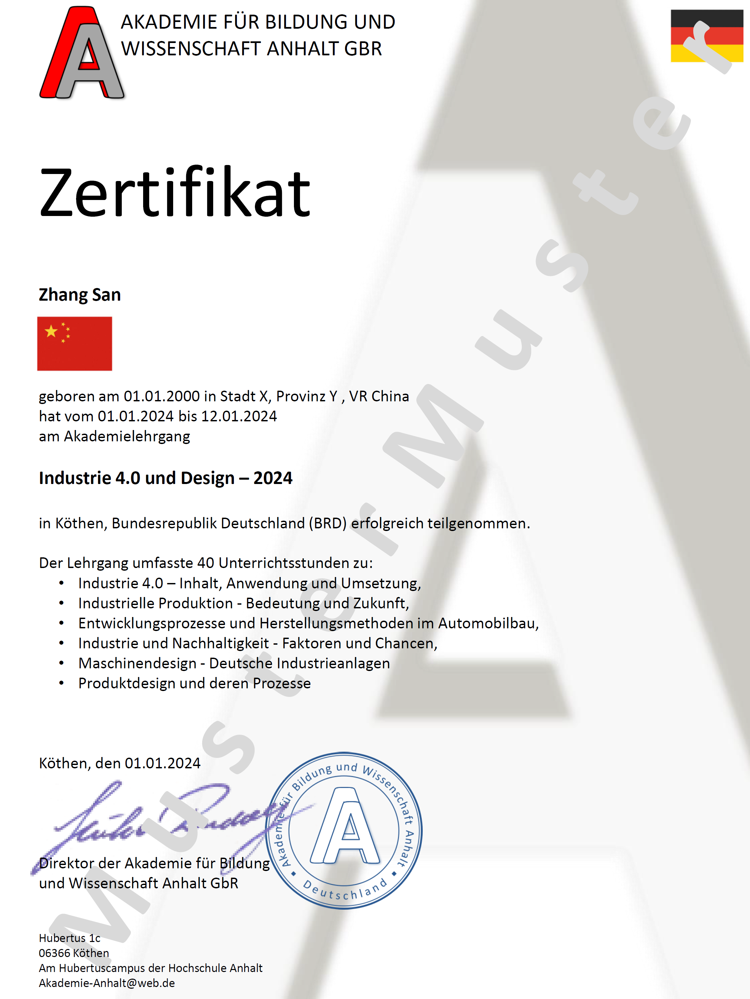 AKADEMIE FÜR BILDUNG UND
WISSENSCHAFT ANHALT GBR
Zertifikat
Zhang San
geboren am 01.01.2000 in Stadt X, Provinz Y , VR China
hat vom 01.01.2024 bis 12.01.2024
am Akademielehrgang
Industrie 4.0 und Design – 2024
in Köthen, Bundesrepublik Deutschland (BRD) erfolgreich teilgenommen.
Der Lehrgang umfasste 40 Unterrichtsstunden zu:
• Industrie 4.0 – Inhalt, Anwendung und Umsetzung,
• Industrielle Produktion - Bedeutung und Zukunft,
• Entwicklungsprozesse und Herstellungsmethoden im Automobilbau,
• Industrie und Nachhaltigkeit - Faktoren und Chancen,
• Maschinendesign - Deutsche Industrieanlagen
• Produktdesign und deren Prozesse
Köthen, den 01.01.2024
Direktor der Akademie für Bildung
und Wissenschaft Anhalt GbR
Akademie für Bildung und Wissenschaft Anhalt
Deutschland
Hubertus 1c
06366 Köthen
Am Hubertuscampus der Hochschule Anhalt
Akademie-Anhalt@web.de
MusterMuster